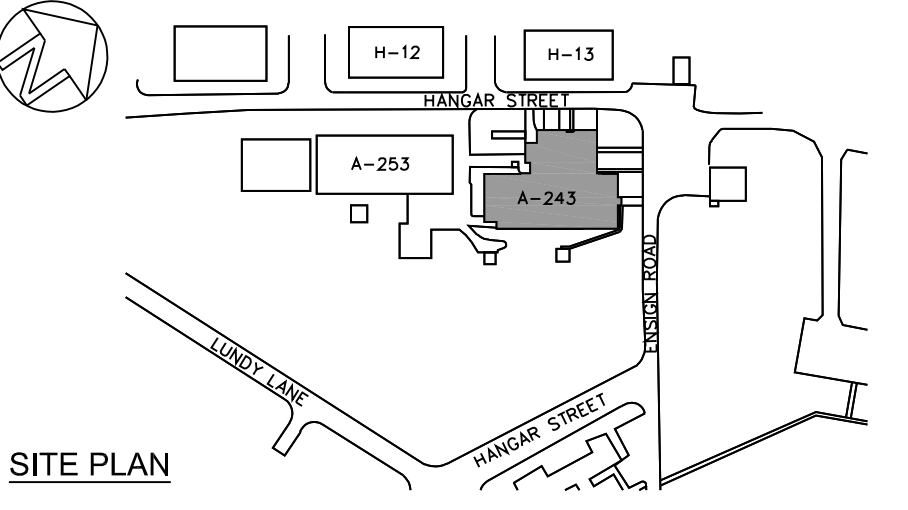 N
H-12
H-13
HANGAR STREET
A-253
A-243
ENSIGN ROAD
LUNDY LANE
HANGAR STREET
SITE PLAN